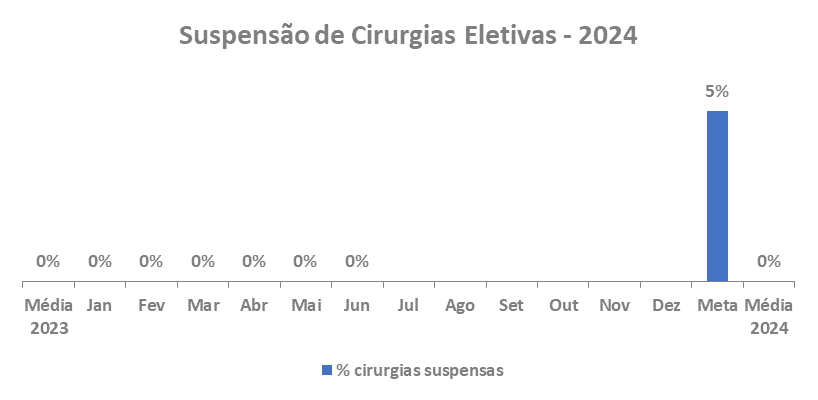 Suspensão de Cirurgias Eletivas - 2024
5%
0% 0% 0% 0% 0% 0% 0% 0%
Média Jan Fev Mar Abr Mai Jun Jul Ago Set Out Nov Dez Meta Média
2023 2024
% cirurgias suspensas